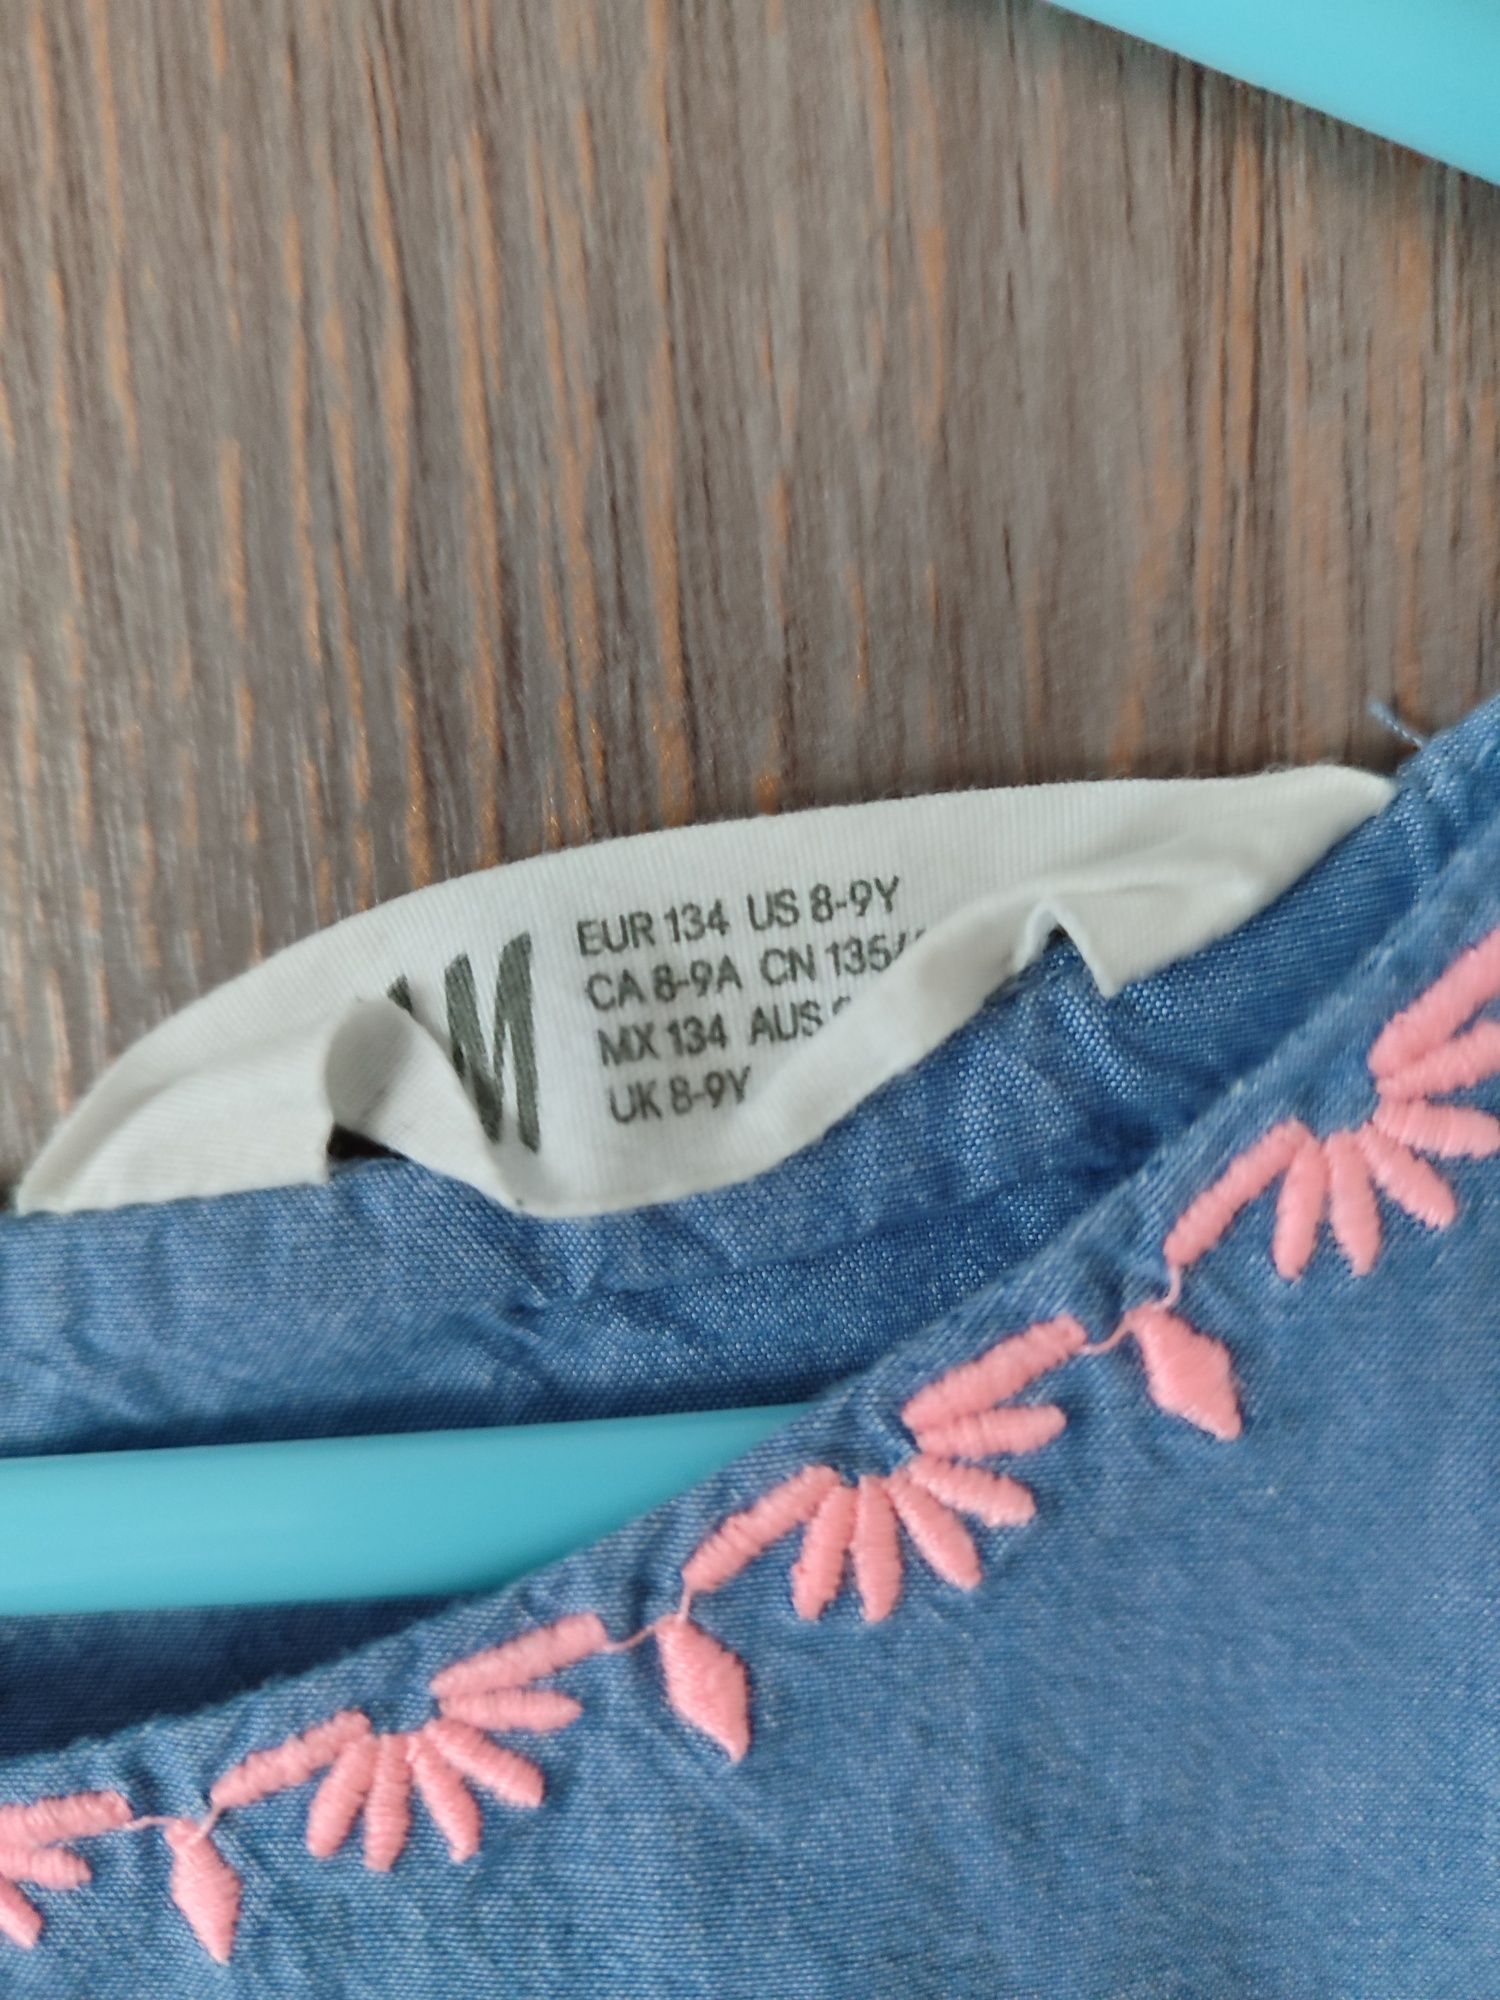 M
EUR 134 US 8-9Y
CA 8-9A CN 135/
MX 134 AUS
UK 8-9Y